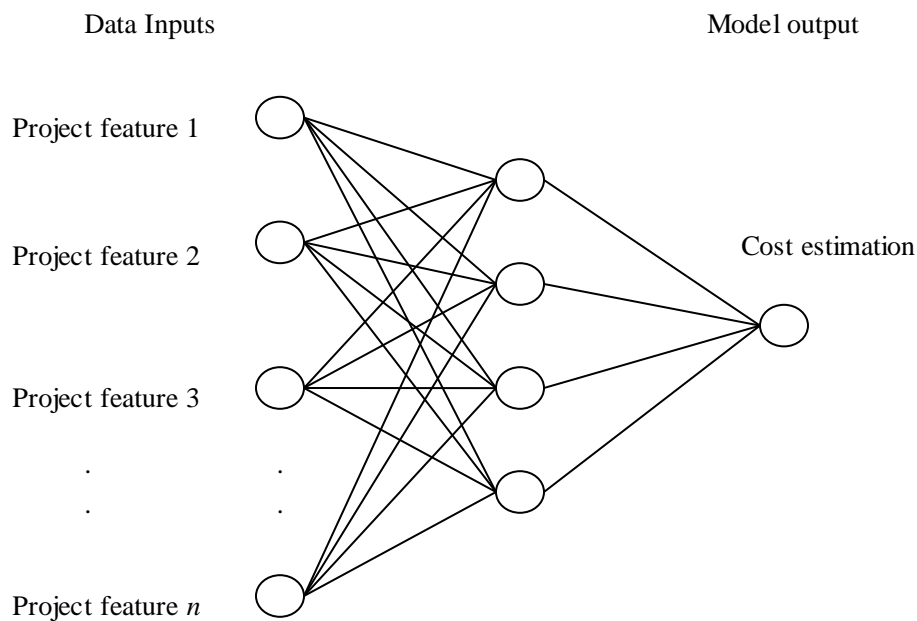 Data Inputs
Model output
Project feature 1
Project feature 2
Cost estimation
Project feature 3
. .
. .
Project feature n